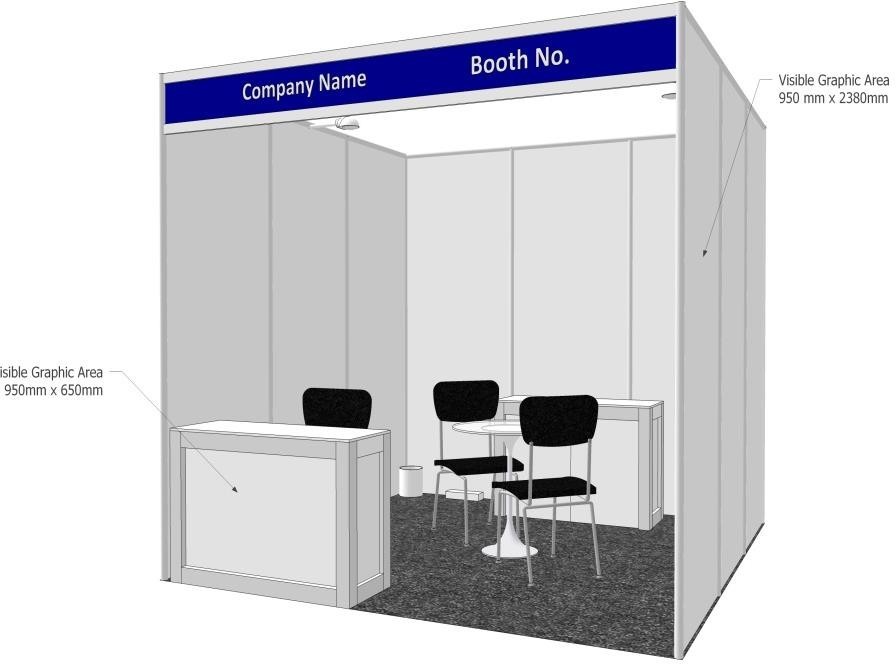 Company Name
Booth No.
Visible Graphic Area
950 mm x 2380mm
isible Graphic Area
950mm x 650mm